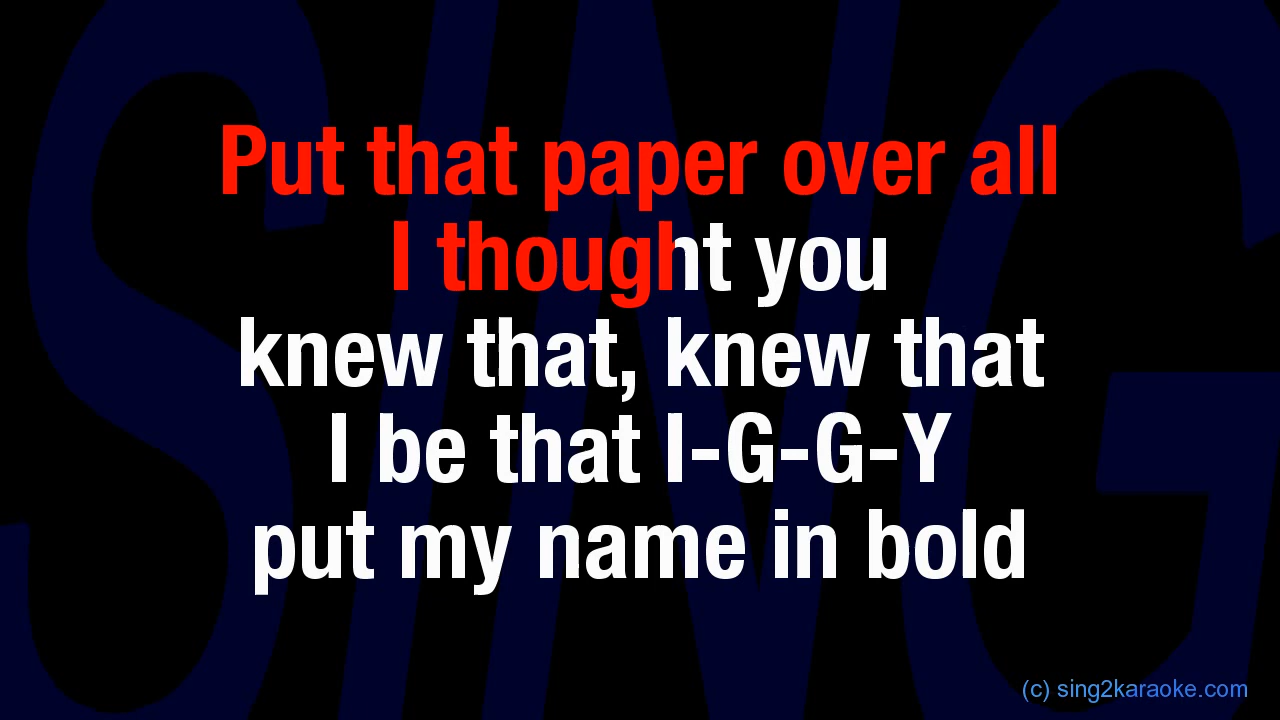 SING
Put that paper over all
I thought you
knew that, knew that
I be that I-G-G-Y
put my name in bold
(c) sing2karaoke.com